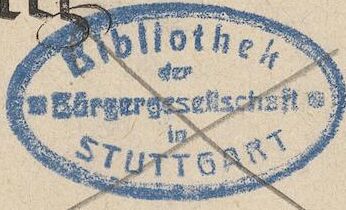 Bibliothek
der
Bürgergesellschaft
in
STUTTGART